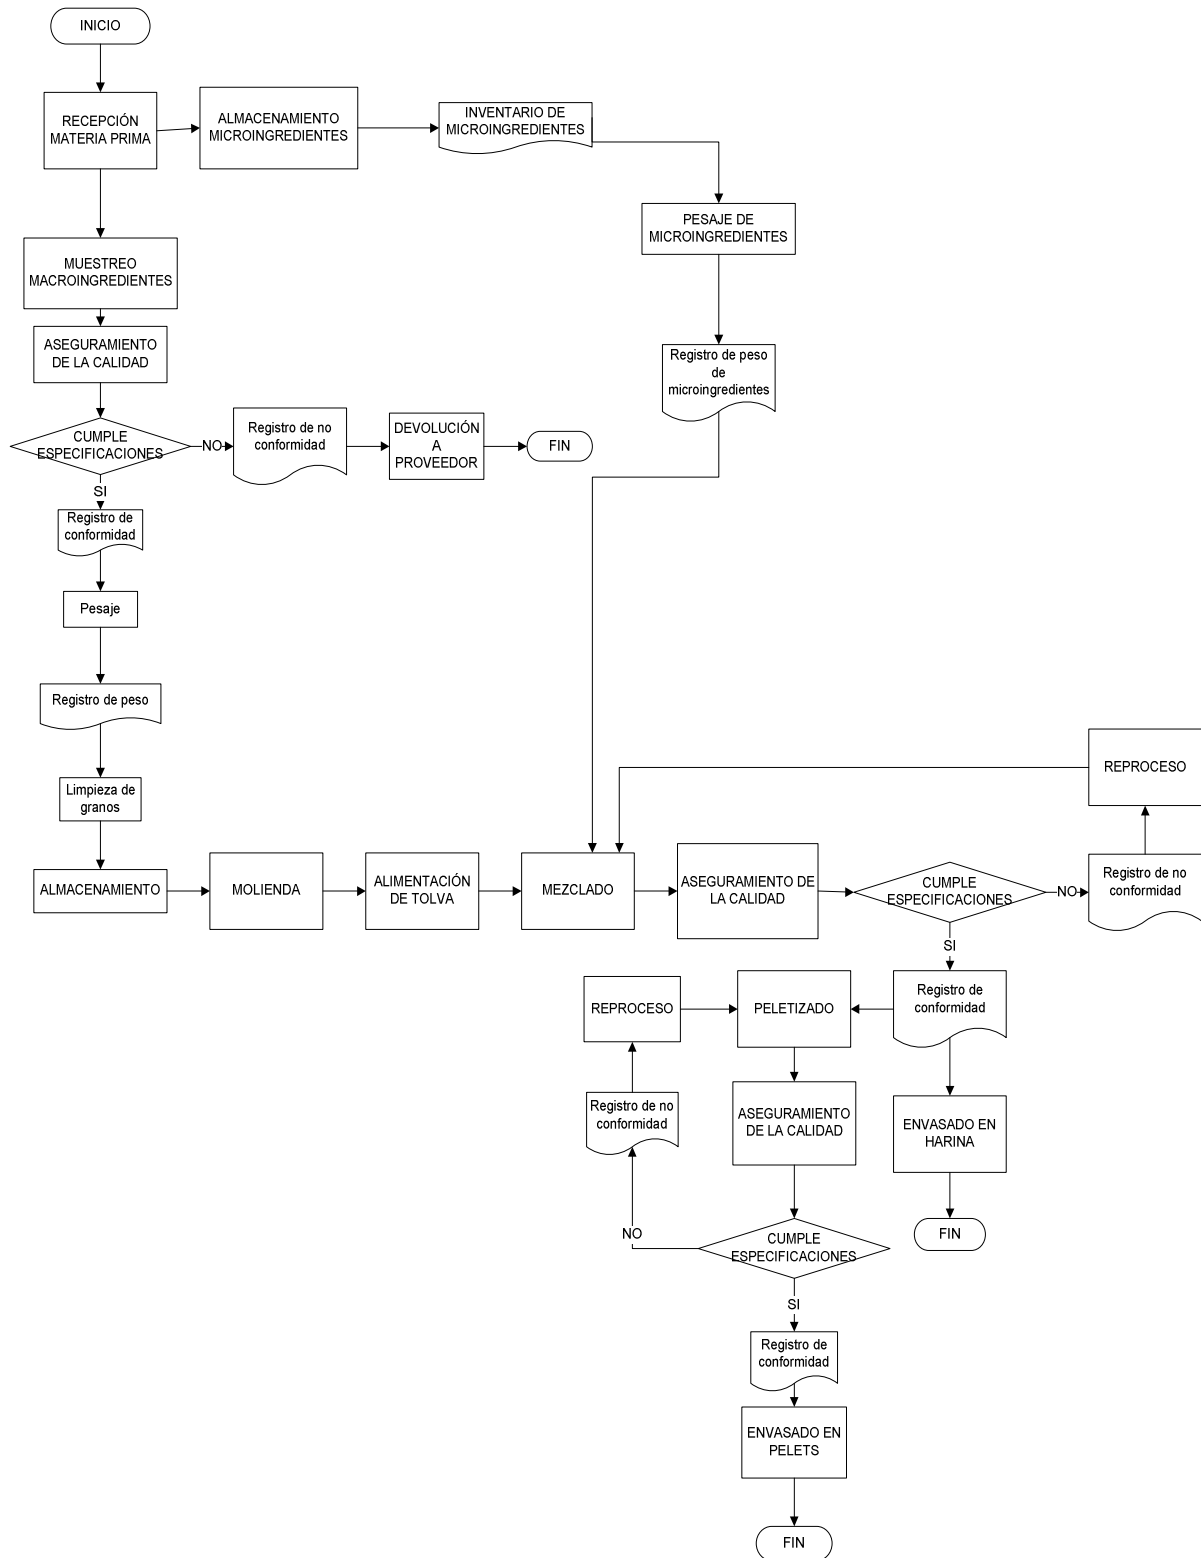 INICIO
RECEPCIÓN
MATERIA PRIMA
ALMACENAMIENTO
MICROINGREDIENTES
INVENTARIO DE
MICROINGREDIENTES
PESAJE DE
MICROINGREDIENTES
MUESTREO
MACROINGREDIENTES
ASEGURAMIENTO
DE LA CALIDAD
Registro de peso
de
microingredientes
CUMPLE
ESPECIFICACIONES
NO
Registro de no
conformidad
DEVOLUCIÓN
A
PROVEEDOR
FIN
SI
Registro de
conformidad
Pesaje
Registro de peso
Limpieza de
granos
ALMACENAMIENTO
MOLIENDA
ALIMENTACIÓN
DE TOLVA
MEZCLADO
ASEGURAMIENTO DE
LA CALIDAD
CUMPLE
ESPECIFICACIONES
NO
Registro de no
conformidad
REPROCESO
SI
Registro de
conformidad
PELETIZADO
REPROCESO
Registro de no
conformidad
ASEGURAMIENTO
DE LA CALIDAD
ENVASADO EN
HARINA
FIN
NO
CUMPLE
ESPECIFICACIONES
SI
Registro de
conformidad
ENVASADO EN
PELETS
FIN